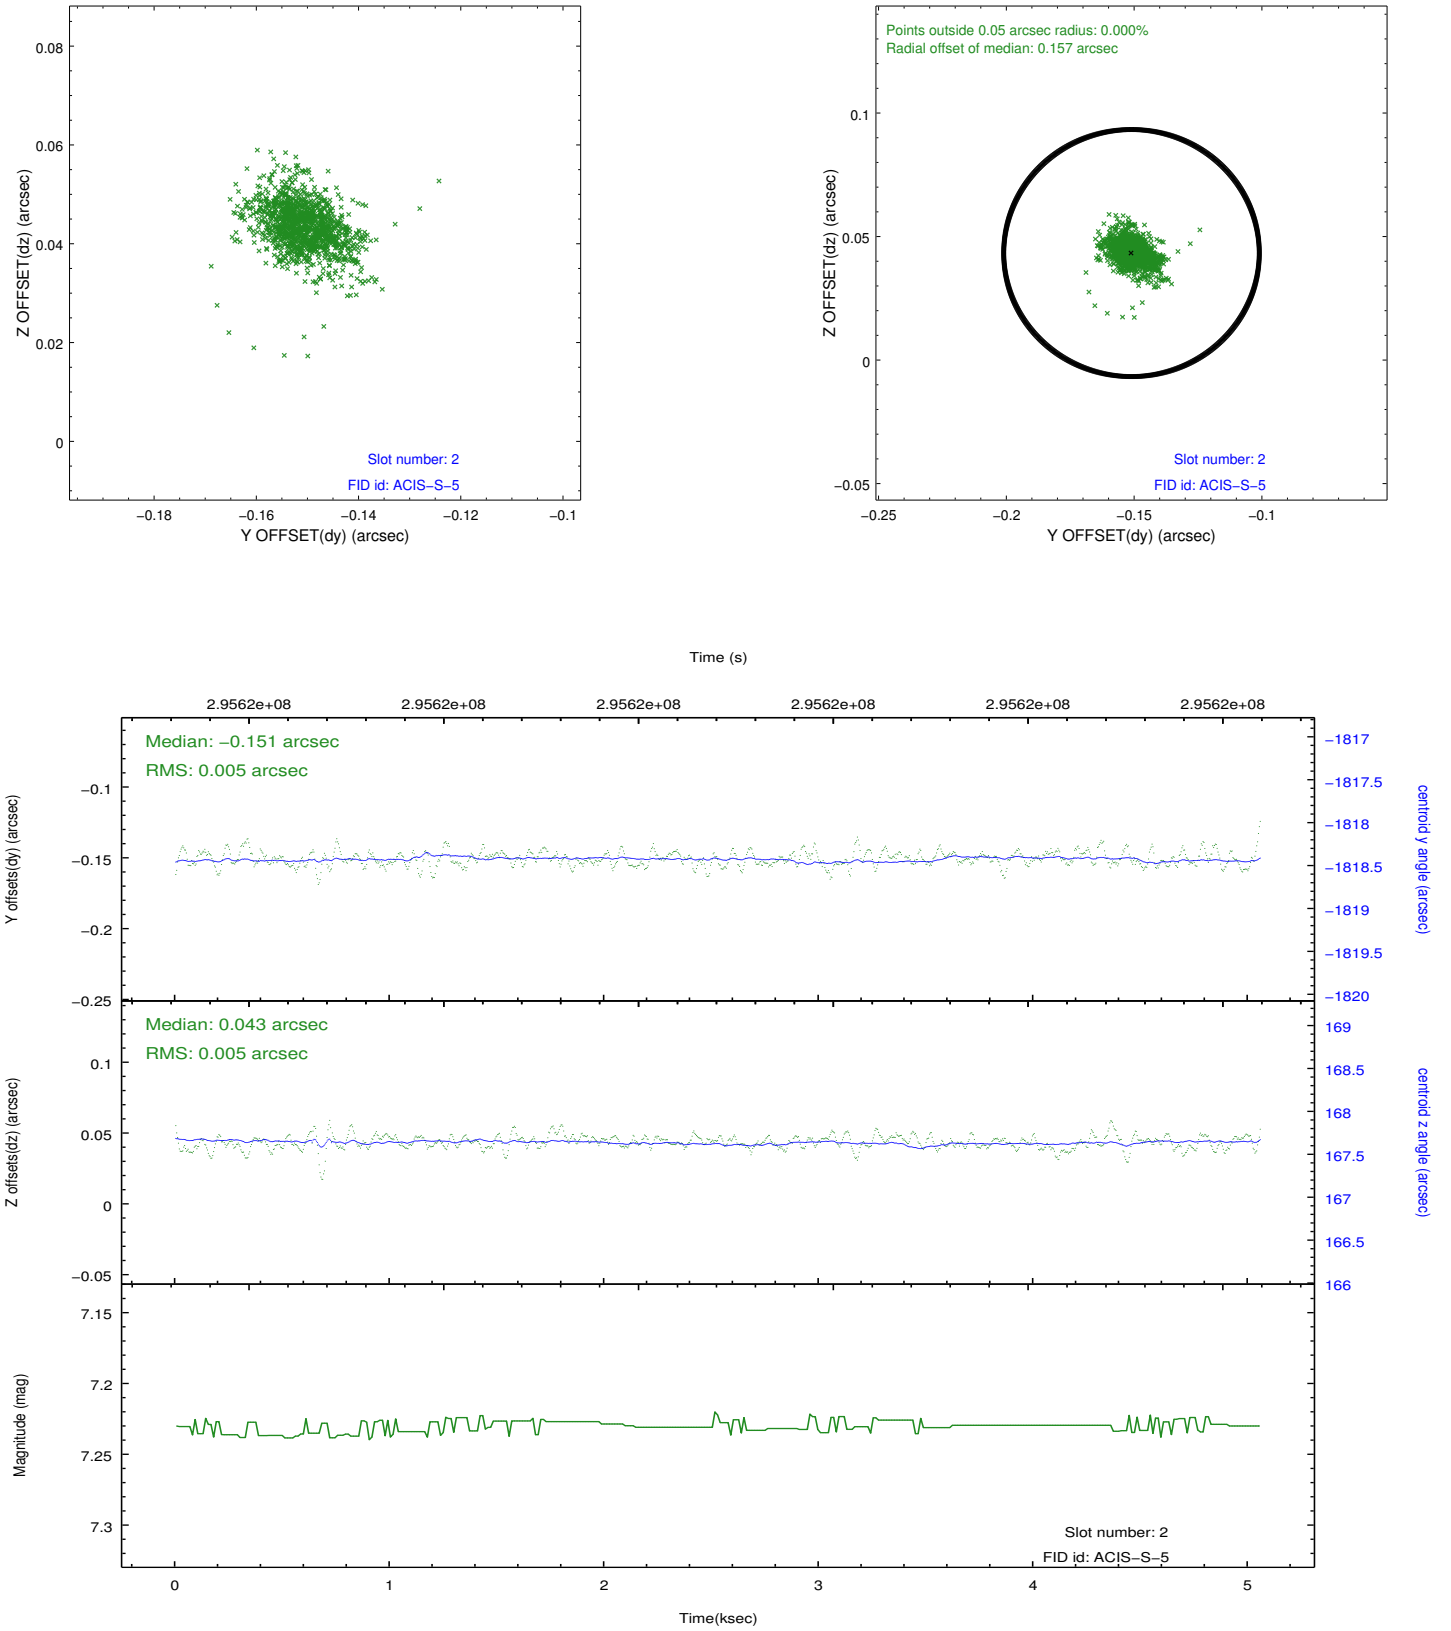 0.08
0.06
0.04
0.02
0
Z OFFSET(dz) (arcsec)
Slot number: 2
FID id: ACIS−S−5
−0.18 −0.16 −0.14 −0.12 −0.1
Y OFFSET(dy) (arcsec)
Points outside 0.05 arcsec radius: 0.000%
Radial offset of median: 0.157 arcsec
0.1
0.05
0
−0.05
Z OFFSET(dz) (arcsec)
Slot number: 2
FID id: ACIS−S−5
−0.25 −0.2 −0.15 −0.1
Y OFFSET(dy) (arcsec)
Time (s)
2.9562e+08 2.9562e+08 2.9562e+08 2.9562e+08 2.9562e+08 2.9562e+08
Median: −0.151 arcsec
RMS: 0.005 arcsec
−0.1
−0.15
−0.2
−0.25
Y offsets(dy) (arcsec)
−1817
−1817.5
−1818
−1818.5
−1819
−1819.5
−1820
centroid y angle (arcsec)
Median: 0.043 arcsec
RMS: 0.005 arcsec
0.1
0.05
0
−0.05
Z offsets(dz) (arcsec)
169
168.5
168
167.5
167
166.5
166
centroid z angle (arcsec)
7.15
7.2
7.25
7.3
Magnitude (mag)
Slot number: 2
FID id: ACIS−S−5
0 1 2 3 4 5
Time(ksec)